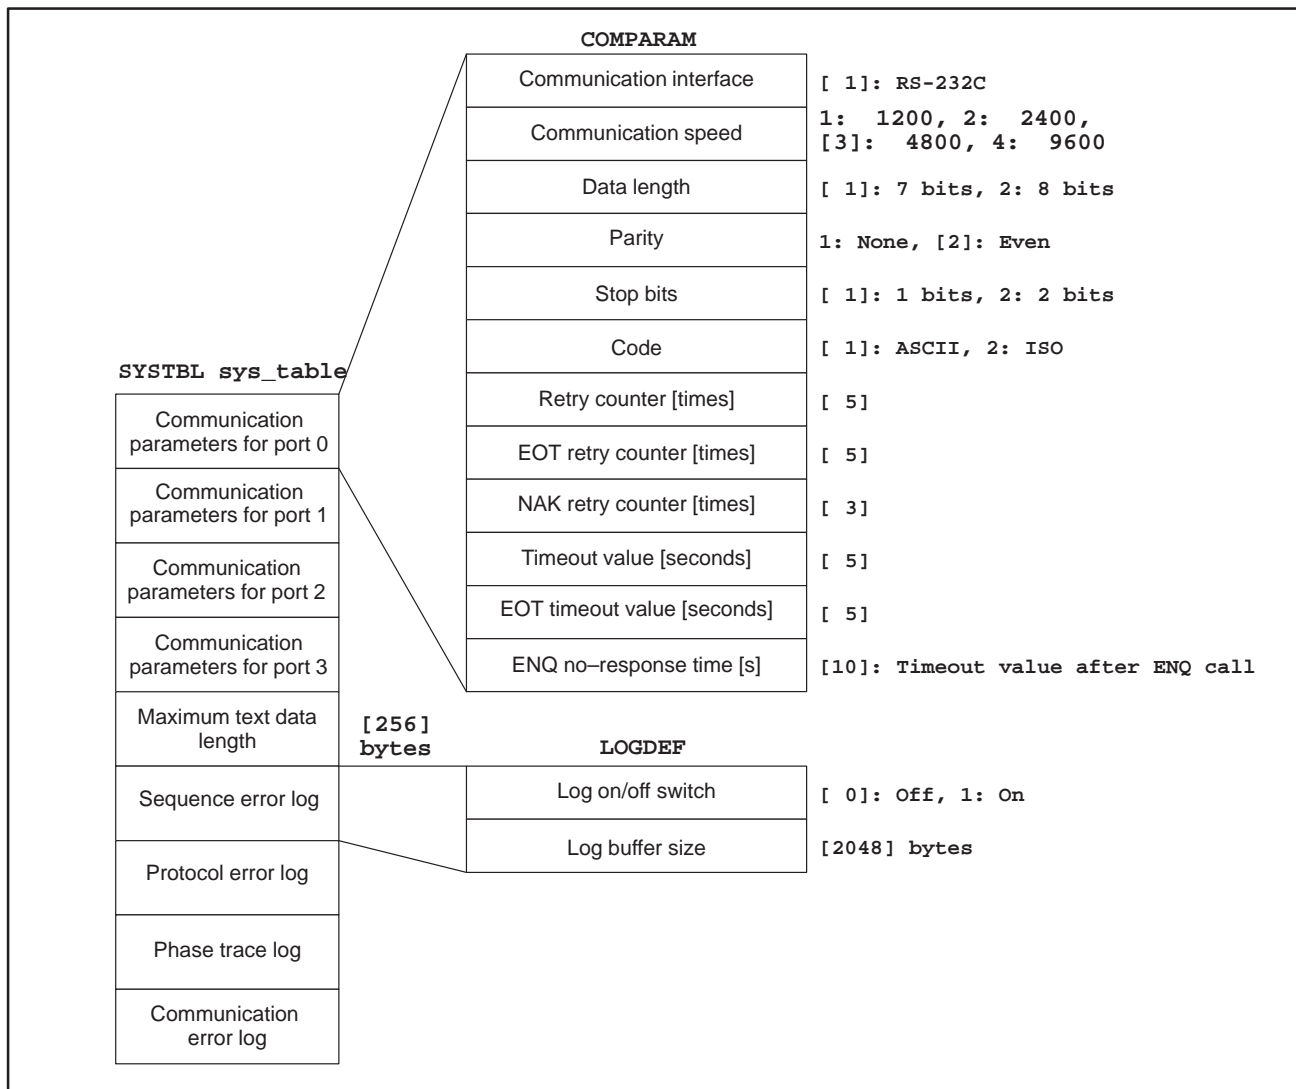 COMPARAM
Communication interface
[ 1]: RS-232C
Communication speed
1:  1200, 2:  2400,
[3]:  4800, 4:  9600
Data length
[ 1]: 7 bits, 2: 8 bits
Parity
1: None, [2]: Even
Stop bits
[ 1]: 1 bits, 2: 2 bits
Code
[ 1]: ASCII, 2: ISO
Retry counter [times]
[ 5]
EOT retry counter [times]
[ 5]
NAK retry counter [times]
[ 3]
Timeout value [seconds]
[ 5]
EOT timeout value [seconds]
[ 5]
ENQ no–response time [s]
[10]: Timeout value after ENQ call
SYSTBL sys_table
Communication
parameters for port 0
Communication
parameters for port 1
Communication
parameters for port 2
Communication
parameters for port 3
Maximum text data
length
[256]
bytes
Sequence error log
Protocol error log
Phase trace log
Communication
error log
LOGDEF
Log on/off switch
[ 0]: Off, 1: On
Log buffer size
[2048] bytes